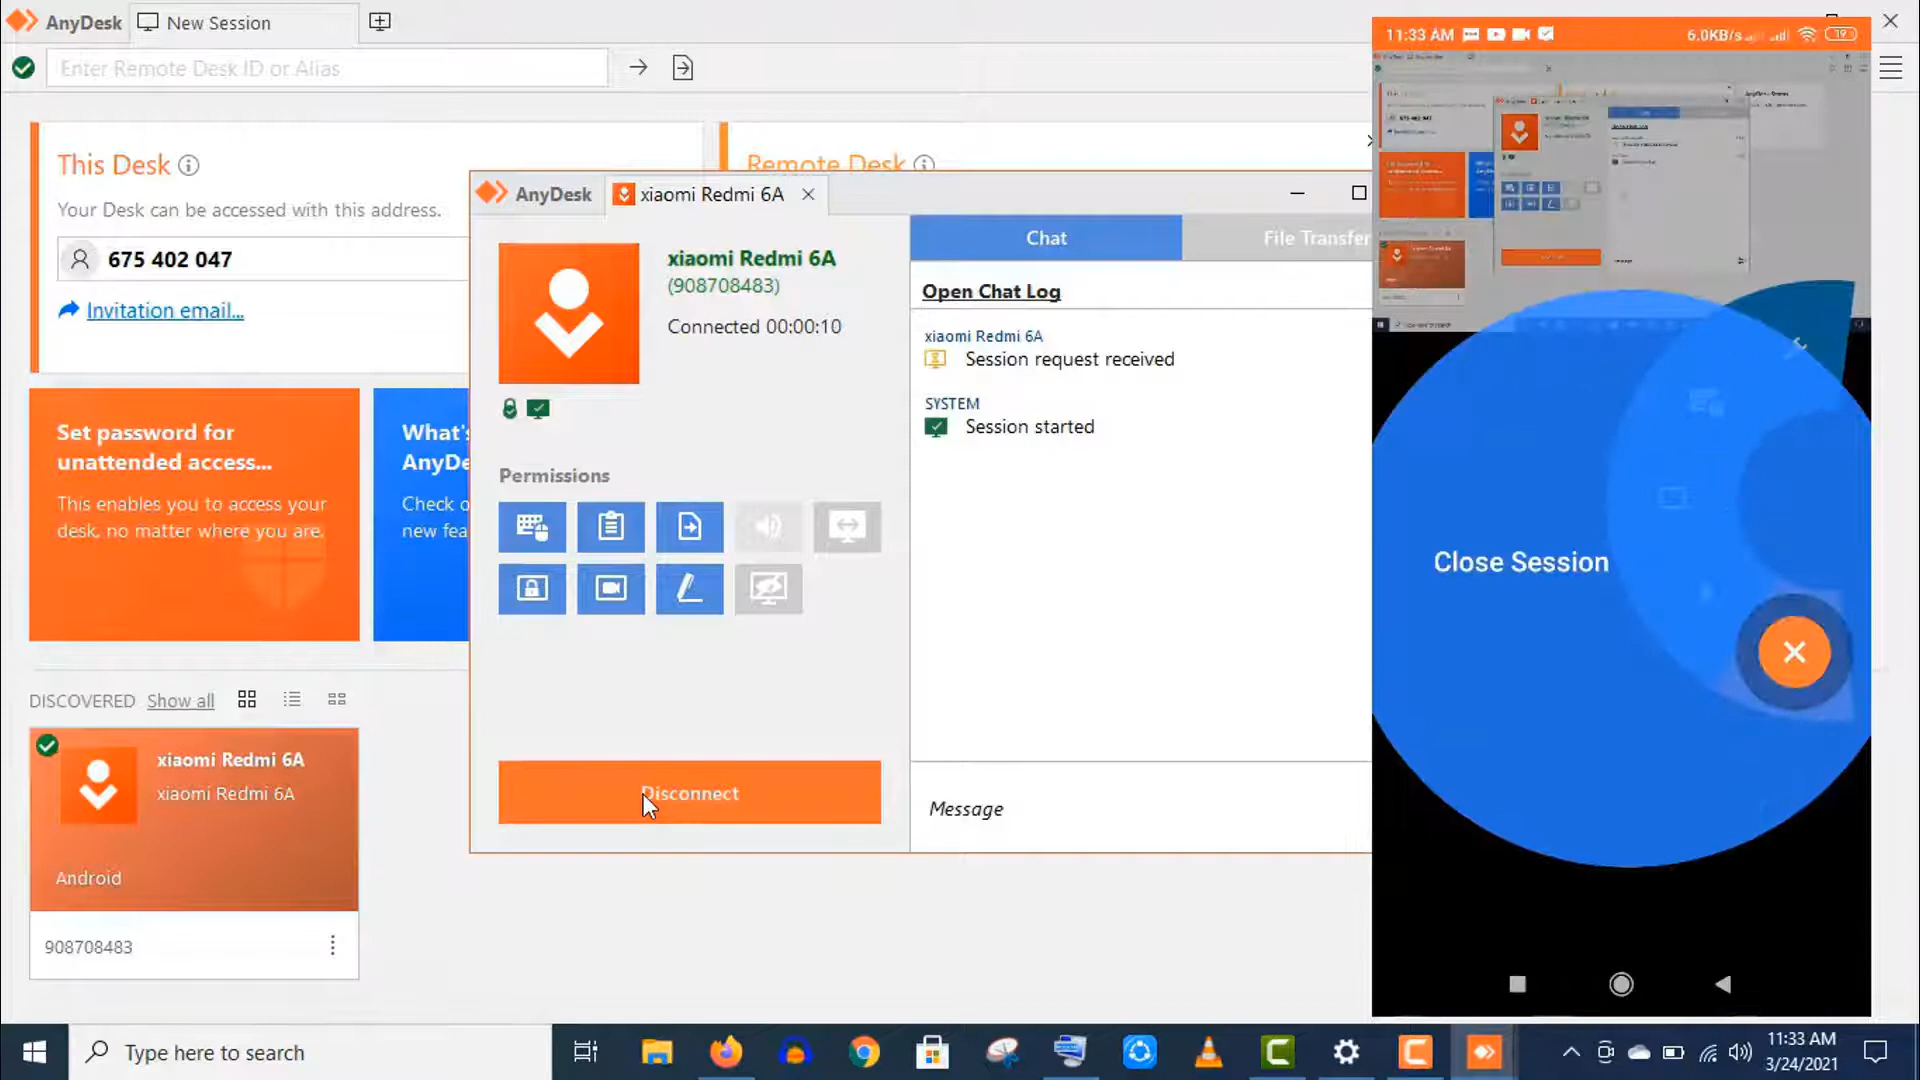 AnyDesk
New Session
Enter Remote Desk ID or Alias
This Desk
Your Desk can be accessed with this address.
675 402 047
Invitation email...
Remote Desk
Set password for
unattended access...
This enables you to access your
desk, no matter where you are.
What's
AnyDe
Check o
new fea
DISCOVERED Show all
xiaomi Redmi 6A
xiaomi Redmi 6A
Android
908708483
AnyDesk
xiaomi Redmi 6A
xiaomi Redmi 6A
(908708483)
Connected 00:00:10
Permissions
Disconnect
Chat
File Transfer
Open Chat Log
xiaomi Redmi 6A
Session request received
SYSTEM
Session started
Message
11:33 AM
6.0KB/s
19
675 402 047
Close Session
Type here to search
11:33 AM
3/24/2021